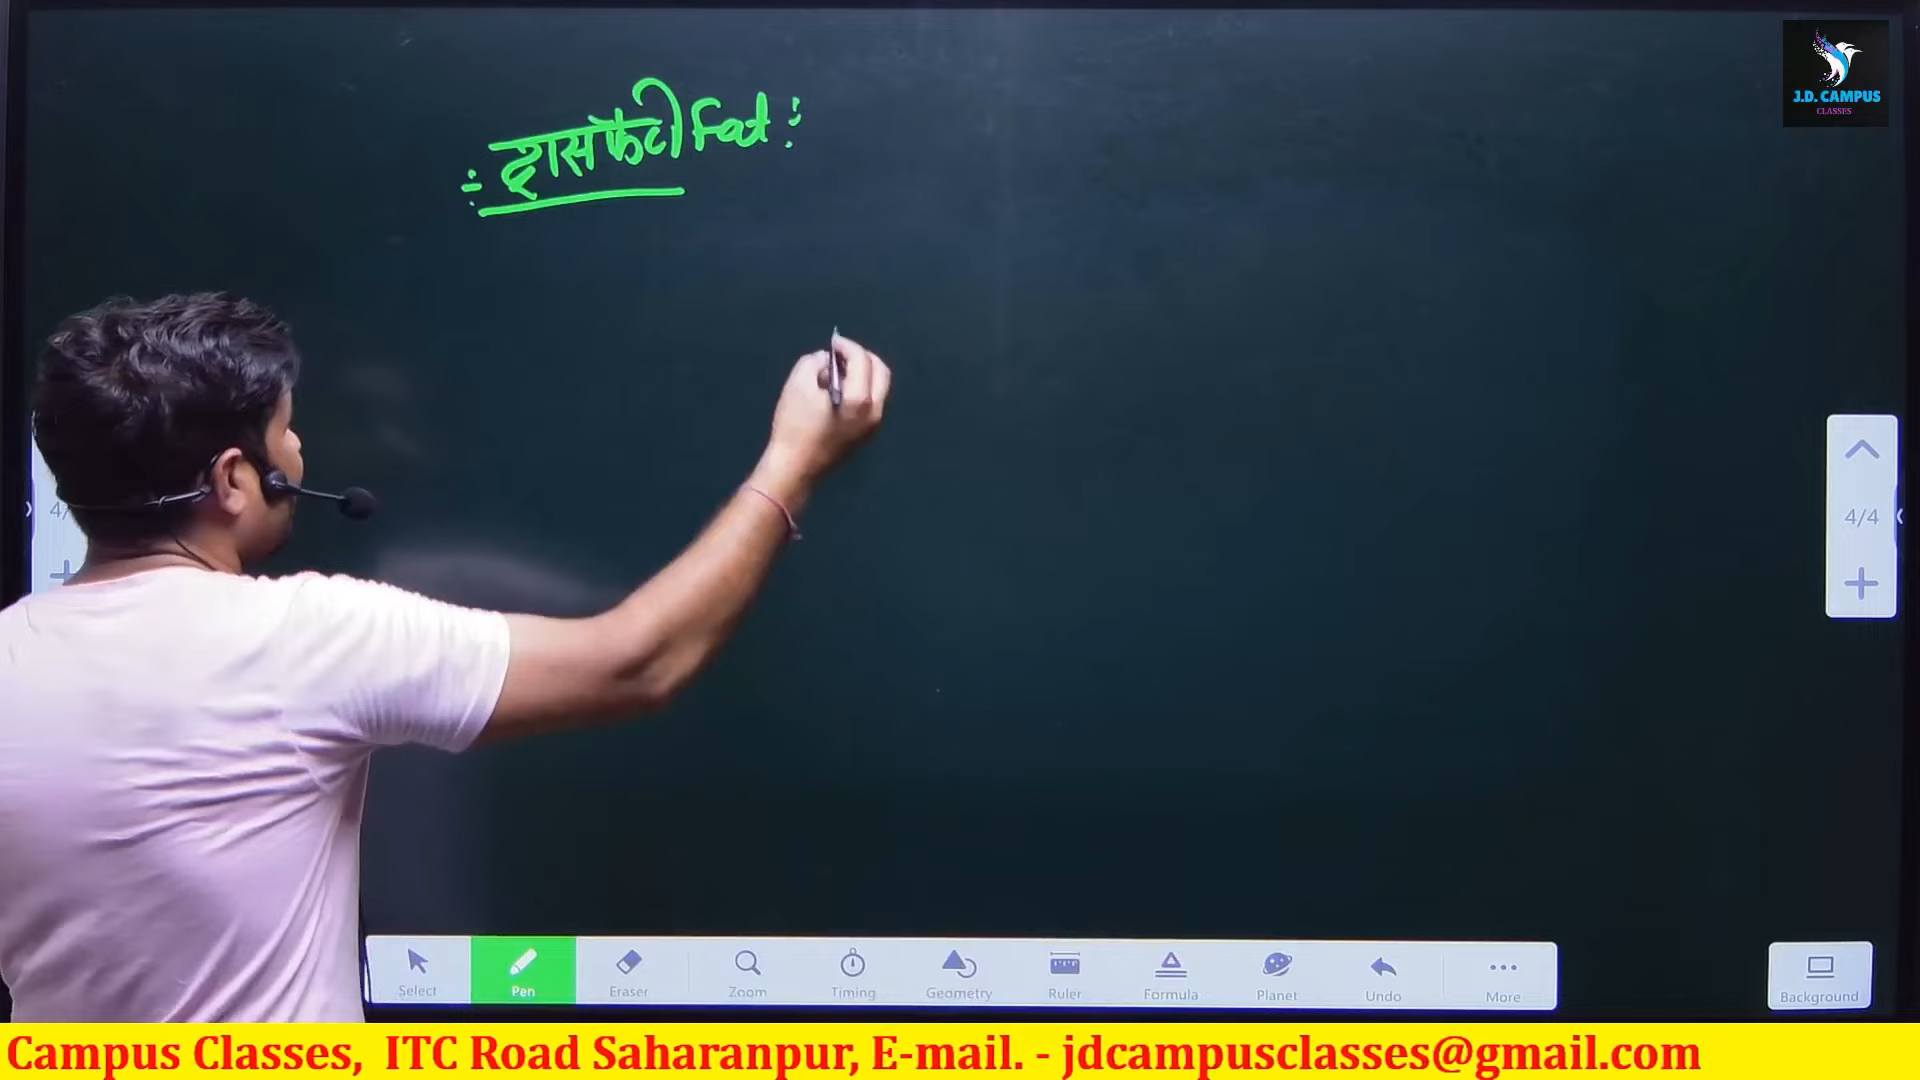 J.D. CAMPUS
CLASSES
:- ट्रांसफैटी Fat :
4/
4/4
Select
Pen
Eraser
Zoom
Timing
Geometry
Ruler
Formula
Planet
Undo
More
Background
Campus Classes, ITC Road Saharanpur, E-mail. - jdcampusclasses@gmail.com